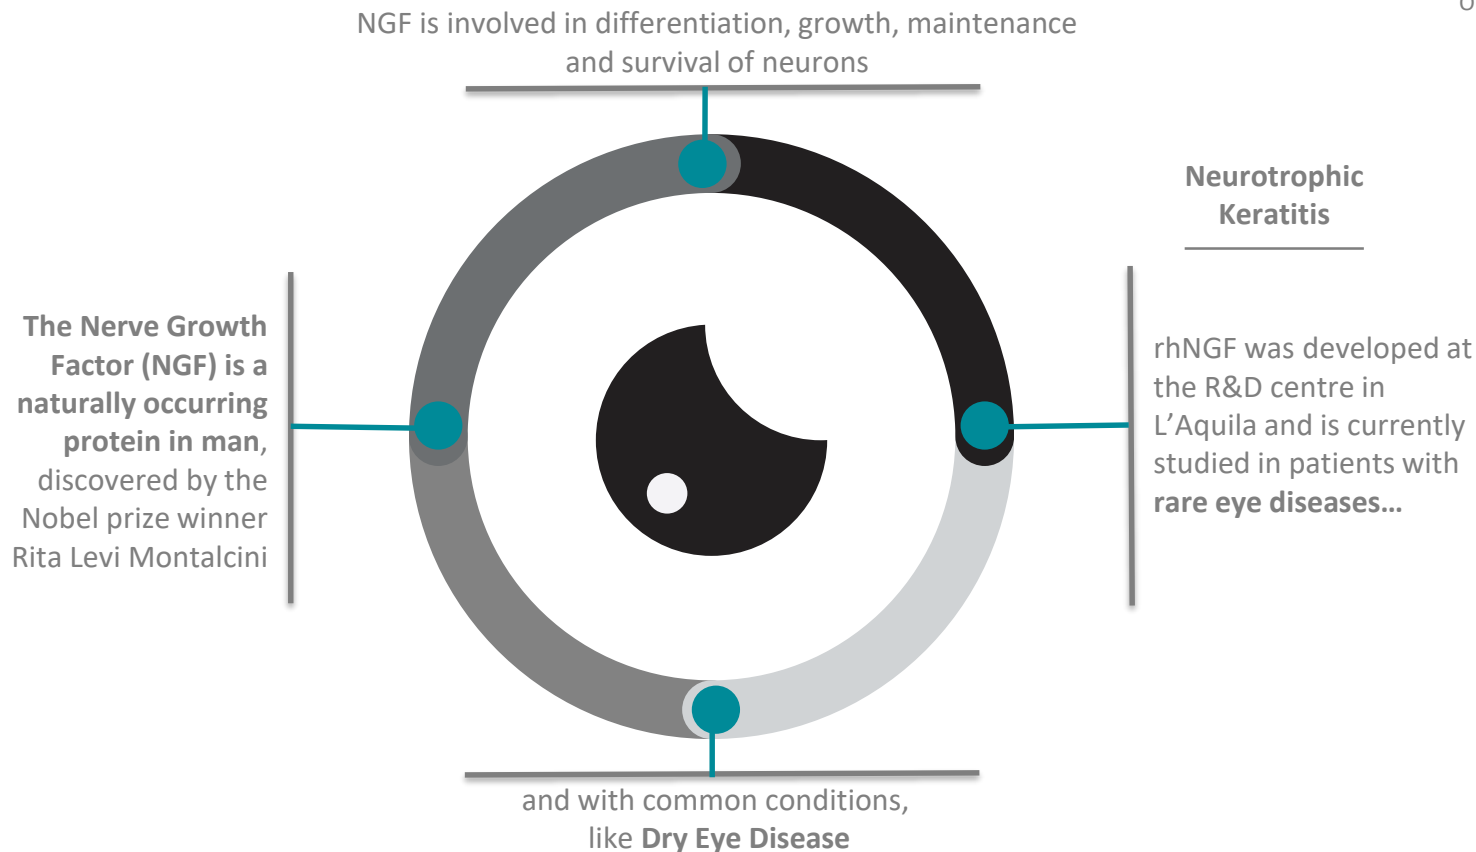 NGF is involved in differentiation, growth, maintenance
and survival of neurons
The Nerve Growth
Factor (NGF) is a
naturally occurring
protein in man,
discovered by the
Nobel prize winner
Rita Levi Montalcini
Neurotrophic
Keratitis
rhNGF was developed at
the R&D centre in
L’Aquila and is currently
studied in patients with
rare eye diseases…
and with common conditions,
like Dry Eye Disease